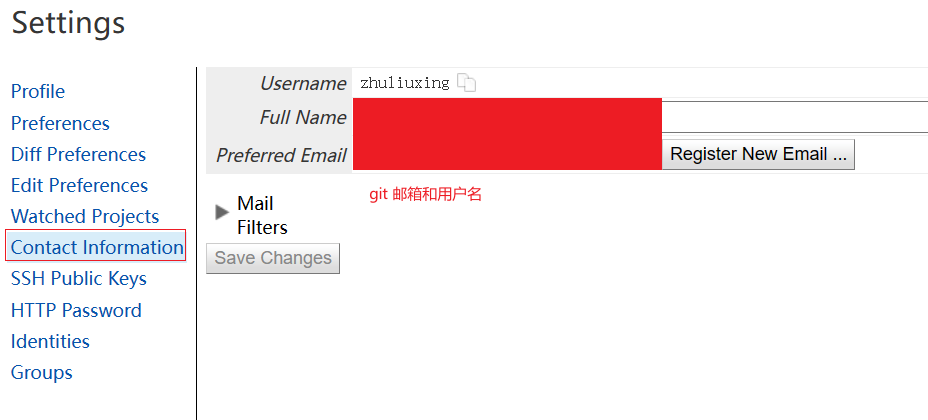 Settings
Profile
Preferences
Diff Preferences
Edit Preferences
Watched Projects
Contact Information
SSH Public Keys
HTTP Password
Identities
Groups
Username zhuliuxing
Full Name
Preferred Email Register New Email ...
git 邮箱和用户名
Mail
Filters
Save Changes